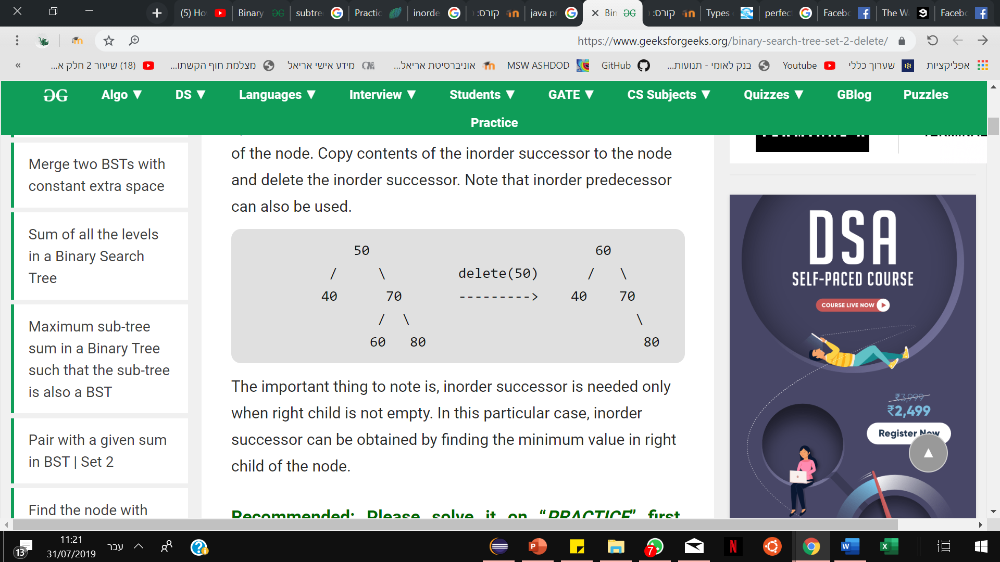 (5) Ho
Binary
subtre
Practic
inorde
קורס:
java pr
Bin
קורס:
Types
perfec
Facebo
The W
Facebo
https://www.geeksforgeeks.org/binary-search-tree-set-2-delete/
«
(18) שיעור 2 חלק א...
מצלמת חוף הקשתו...
מידע אישי אריאל
אוניברסיטת אריאל...
MSW ASHDOD
GitHub
בנק לאומי - תנועות...
Youtube
שערוך כללי
אפליקציות
Algo ▼ DS ▼ Languages ▼ Interview ▼ Students ▼ GATE ▼ CS Subjects ▼ Quizzes ▼ GBlog Puzzles
Practice
Merge two BSTs with
constant extra space
Sum of all the levels
in a Binary Search
Tree
Maximum sub-tree
sum in a Binary Tree
such that the sub-tree
is also a BST
Pair with a given sum
in BST | Set 2
Find the node with
of the node. Copy contents of the inorder successor to the node
and delete the inorder successor. Note that inorder predecessor
can also be used.
50 60
/ \ delete(50) / \
40 70 ---------> 40 70
/ \ \
60 80 80
The important thing to note is, inorder successor is needed only
when right child is not empty. In this particular case, inorder
successor can be obtained by finding the minimum value in right
child of the node.
Recommended: Please solve it on “PRACTICE” first
DSA
SELF-PACED COURSE
COURSE LIVE NOW
₹3,999
₹2,499
Register Now
11:21
31/07/2019
עבר
13
7